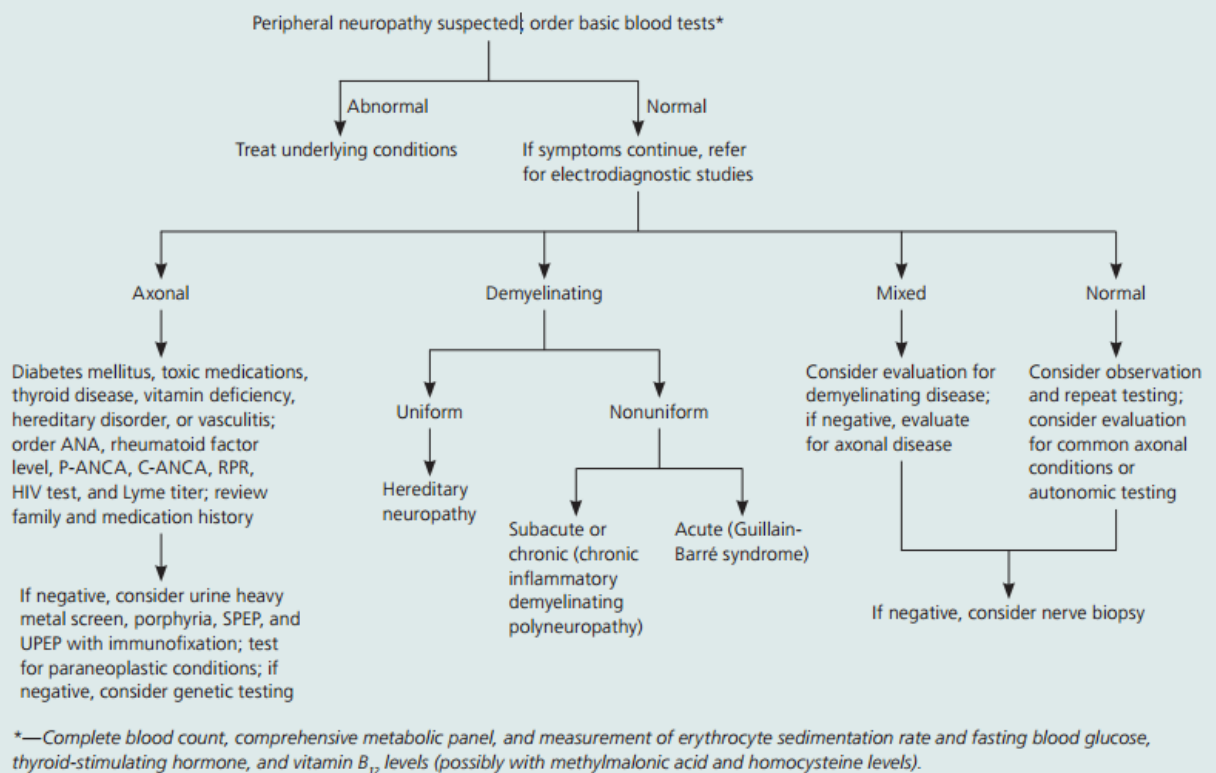 Peripheral neuropathy suspected; order basic blood tests*
Abnormal
Normal
Treat underlying conditions
If symptoms continue, refer
for electrodiagnostic studies
Axonal
Demyelinating
Mixed
Normal
Diabetes mellitus, toxic medications,
thyroid disease, vitamin deficiency,
hereditary disorder, or vasculitis;
order ANA, rheumatoid factor
level, P-ANCA, C-ANCA, RPR,
HIV test, and Lyme titer; review
family and medication history
If negative, consider urine heavy
metal screen, porphyria, SPEP, and
UPEP with immunofixation; test
for paraneoplastic conditions; if
negative, consider genetic testing
Uniform
Nonuniform
Hereditary
neuropathy
Subacute or
chronic (chronic
inflammatory
demyelinating
polyneuropathy)
Acute (Guillain-
Barré syndrome)
Consider evaluation for
demyelinating disease;
if negative, evaluate
for axonal disease
Consider observation
and repeat testing;
consider evaluation
for common axonal
conditions or
autonomic testing
If negative, consider nerve biopsy
*—Complete blood count, comprehensive metabolic panel, and measurement of erythrocyte sedimentation rate and fasting blood glucose,
thyroid-stimulating hormone, and vitamin B12 levels (possibly with methylmalonic acid and homocysteine levels).